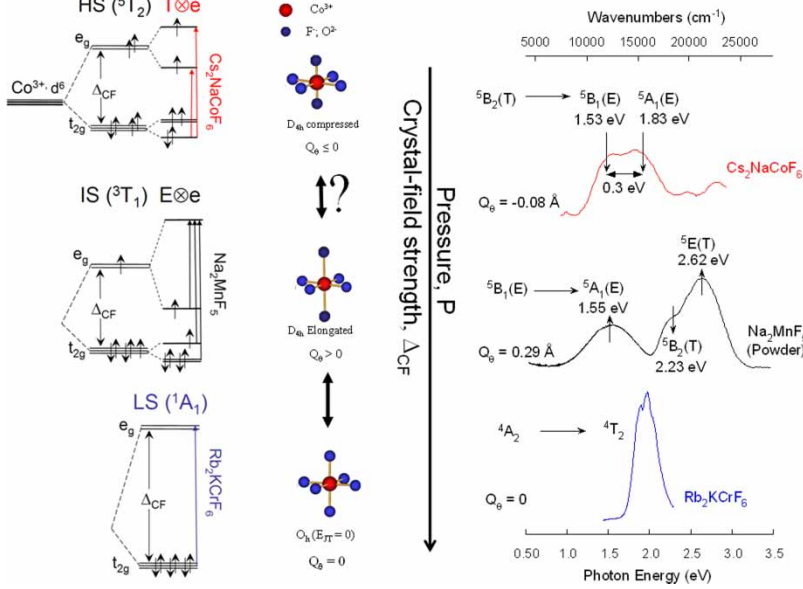 HS (⁵T₂) T⊗e
Co³⁺, d⁶
e_g
Δ_CF
t_2g
Cs₂NaCoF₆
IS (³T₁) E⊗e
e_g
Δ_CF
t_2g
Na₂MnF₅
LS (¹A₁)
e_g
Δ_CF
t_2g
Rb₂KCrF₆
Co³⁺
F⁻; O²⁻
D_4h compressed
Q_θ ≤ 0
?
D_4h Elongated
Q_θ > 0
O_h (E_JT = 0)
Q_θ = 0
Crystal-field strength, Δ_CF
Pressure, P
Wavenumbers (cm⁻¹)
5000 10000 15000 21000 28000
⁵B₂(T) ⟶ ⁵B₁(E) ⁵A₁(E)
1.53 eV 1.83 eV
0.3 eV
Cs₂NaCoF₆
Q_θ = -0.08 Å
⁵E(T)
2.62 eV
⁵B₁(E) ⟶ ⁵A₁(E)
1.55 eV
Q_θ = 0.29 Å
⁵B₂(T)
2.23 eV
Na₂MnF₅
(Powder)
⁴A₂ ⟶ ⁴T₂
Q_θ = 0
Rb₂KCrF₆
0.50 1.0 1.5 2.0 2.5 3.0 3.5
Photon Energy (eV)